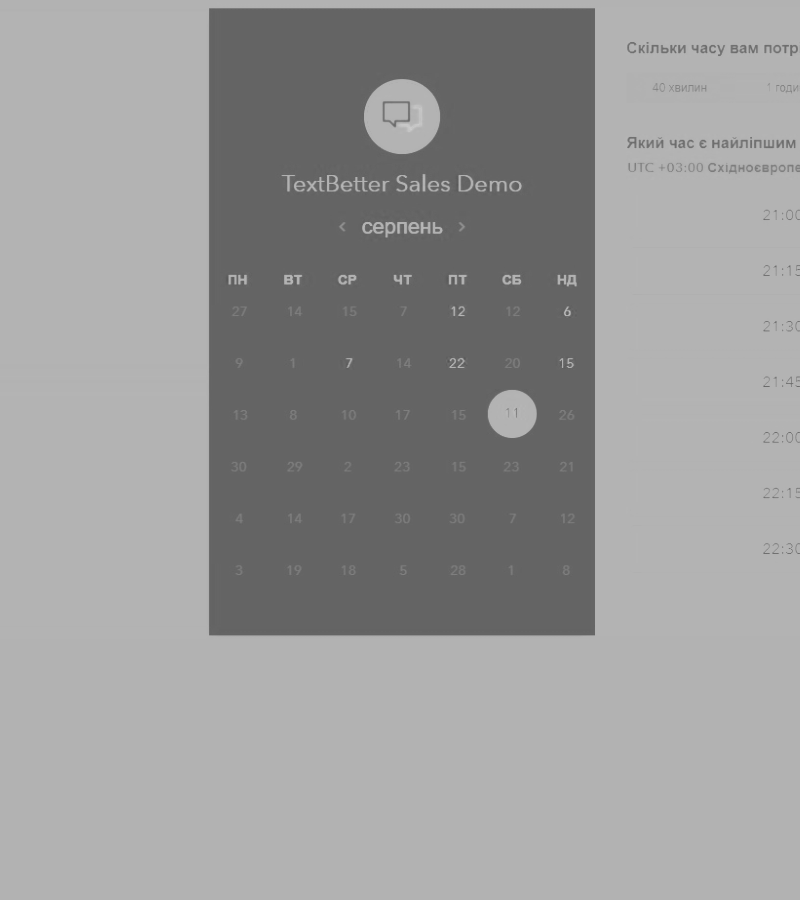 TextBetter Sales Demo
‹ серпень ›
ПН ВТ СР ЧТ ПТ СБ НД
27 14 15 7 12 12 6
9 1 7 14 22 20 15
13 8 10 17 15 11 26
30 29 2 23 15 23 21
4 14 17 30 30 7 12
3 19 18 5 28 1 8
Скільки часу вам потр
40 хвилин 1 годи
Який час є найліпшим
UTC +03:00 Східноєвропе
21:00
21:15
21:30
21:45
22:00
22:15
22:30